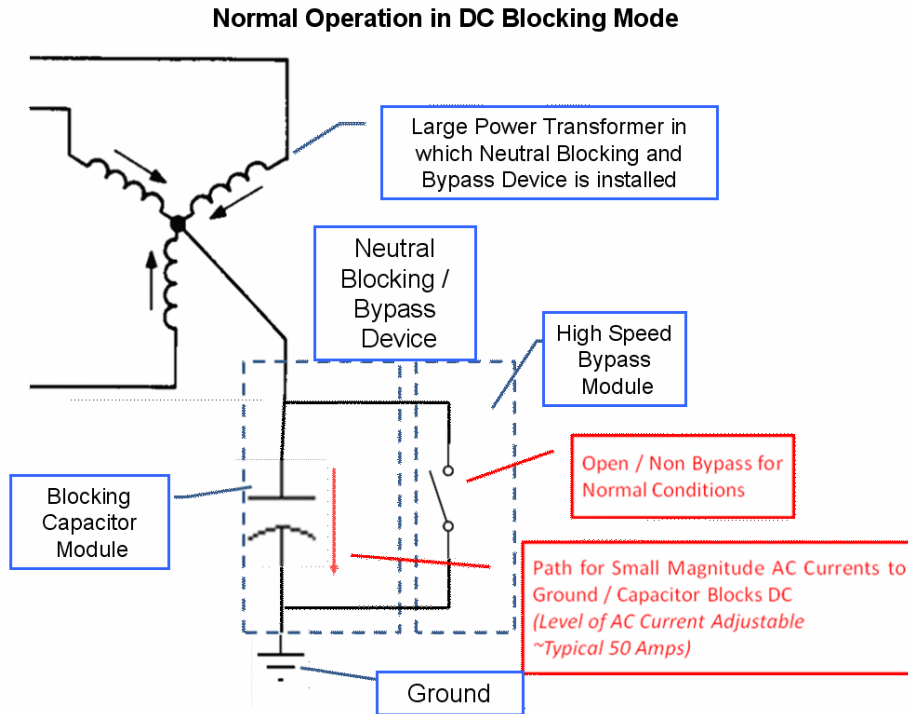 Normal Operation in DC Blocking Mode
Large Power Transformer in
which Neutral Blocking and
Bypass Device is installed
Neutral
Blocking /
Bypass
Device
High Speed
Bypass
Module
Open / Non Bypass for
Normal Conditions
Blocking
Capacitor
Module
Path for Small Magnitude AC Currents to
Ground / Capacitor Blocks DC
(Level of AC Current Adjustable
~Typical 50 Amps)
Ground